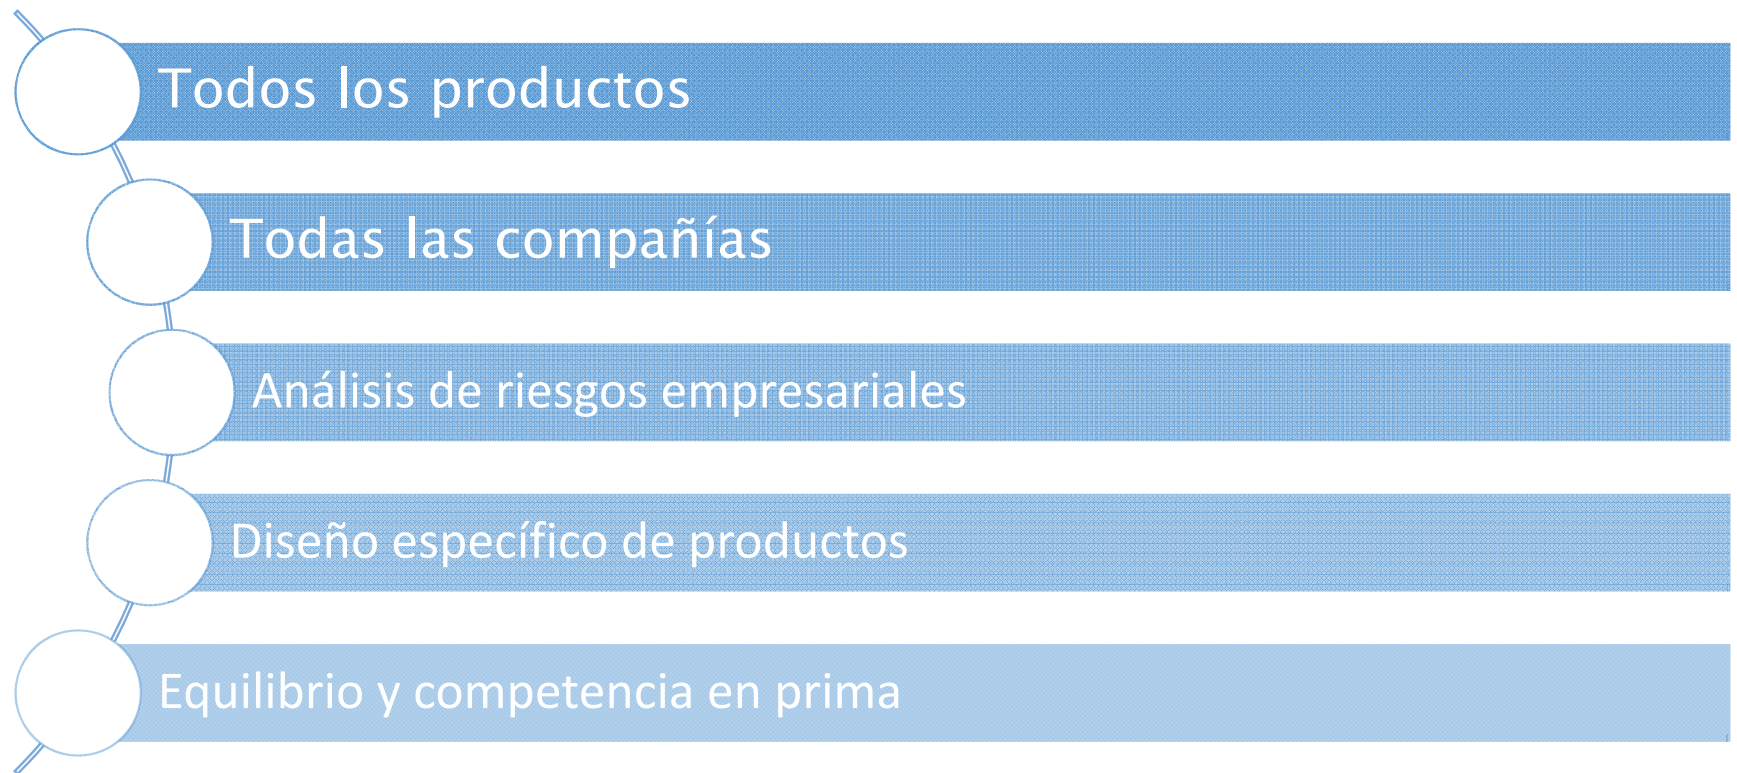 Todos los productos
Todas las compañías
Análisis de riesgos empresariales
Diseño específico de productos
Equilibrio y competencia en prima